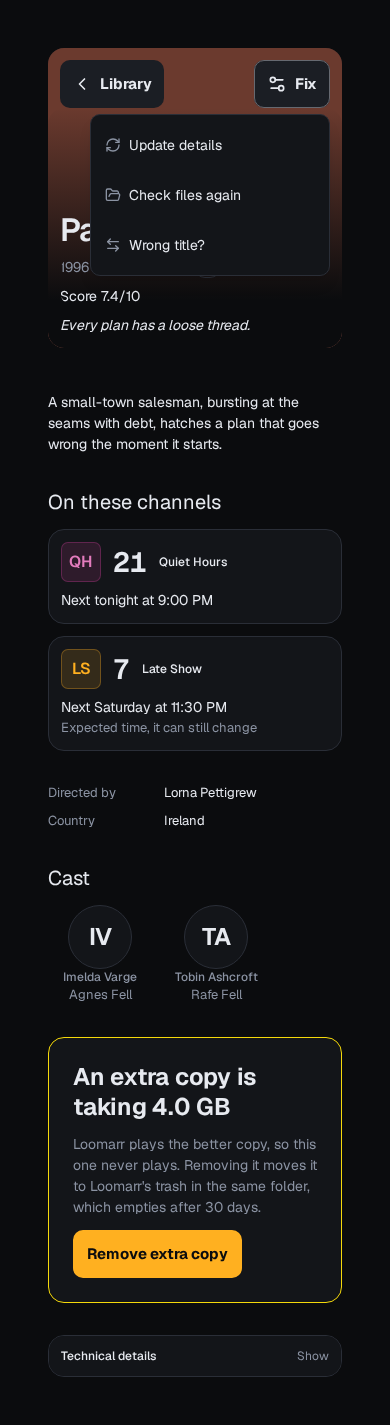 Library
Fix
Update details
Check files again
Wrong title?
1996
Score 7.4/10
Every plan has a loose thread.
A small-town salesman, bursting at the
seams with debt, hatches a plan that goes
wrong the moment it starts.
On these channels
QH 21 Quiet Hours
Next tonight at 9:00 PM
LS 7 Late Show
Next Saturday at 11:30 PM
Expected time, it can still change
Directed by Lorna Pettigrew
Country Ireland
Cast
IV
TA
Imelda Varge
Agnes Fell
Tobin Ashcroft
Rafe Fell
An extra copy is
taking 4.0 GB
Loomarr plays the better copy, so this
one never plays. Removing it moves it
to Loomarr's trash in the same folder,
which empties after 30 days.
Remove extra copy
Technical details Show